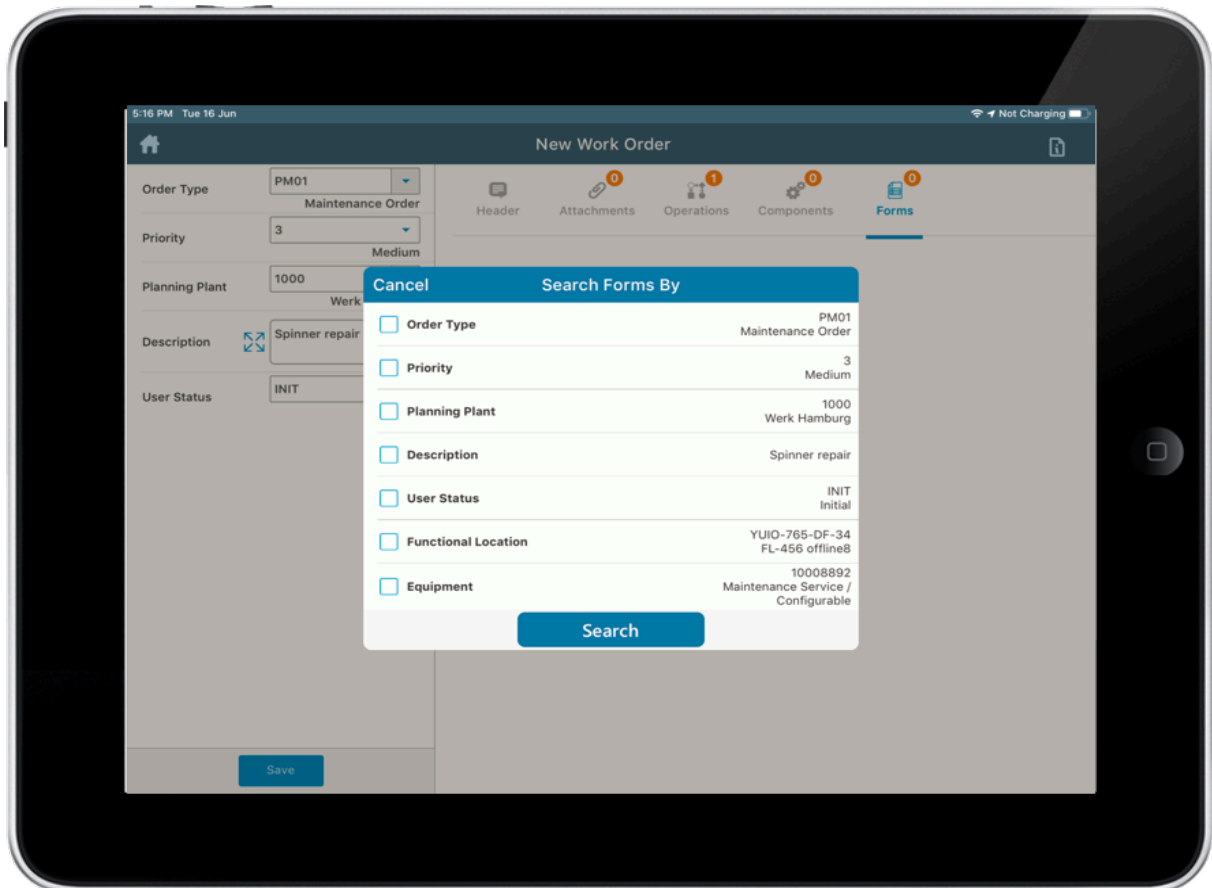 5:16 PM Tue 16 Jun
Not Charging
New Work Order
Order Type
PM01
Maintenance Order
Priority
3
Medium
Planning Plant
1000
Werk
Description
Spinner repair
User Status
INIT
Save
Header
0
Attachments
1
Operations
0
Components
0
Forms
Cancel
Search Forms By
Order Type
PM01
Maintenance Order
Priority
3
Medium
Planning Plant
1000
Werk Hamburg
Description
Spinner repair
User Status
INIT
Initial
Functional Location
YUIO-765-DF-34
FL-456 offline8
Equipment
10008892
Maintenance Service /
Configurable
Search